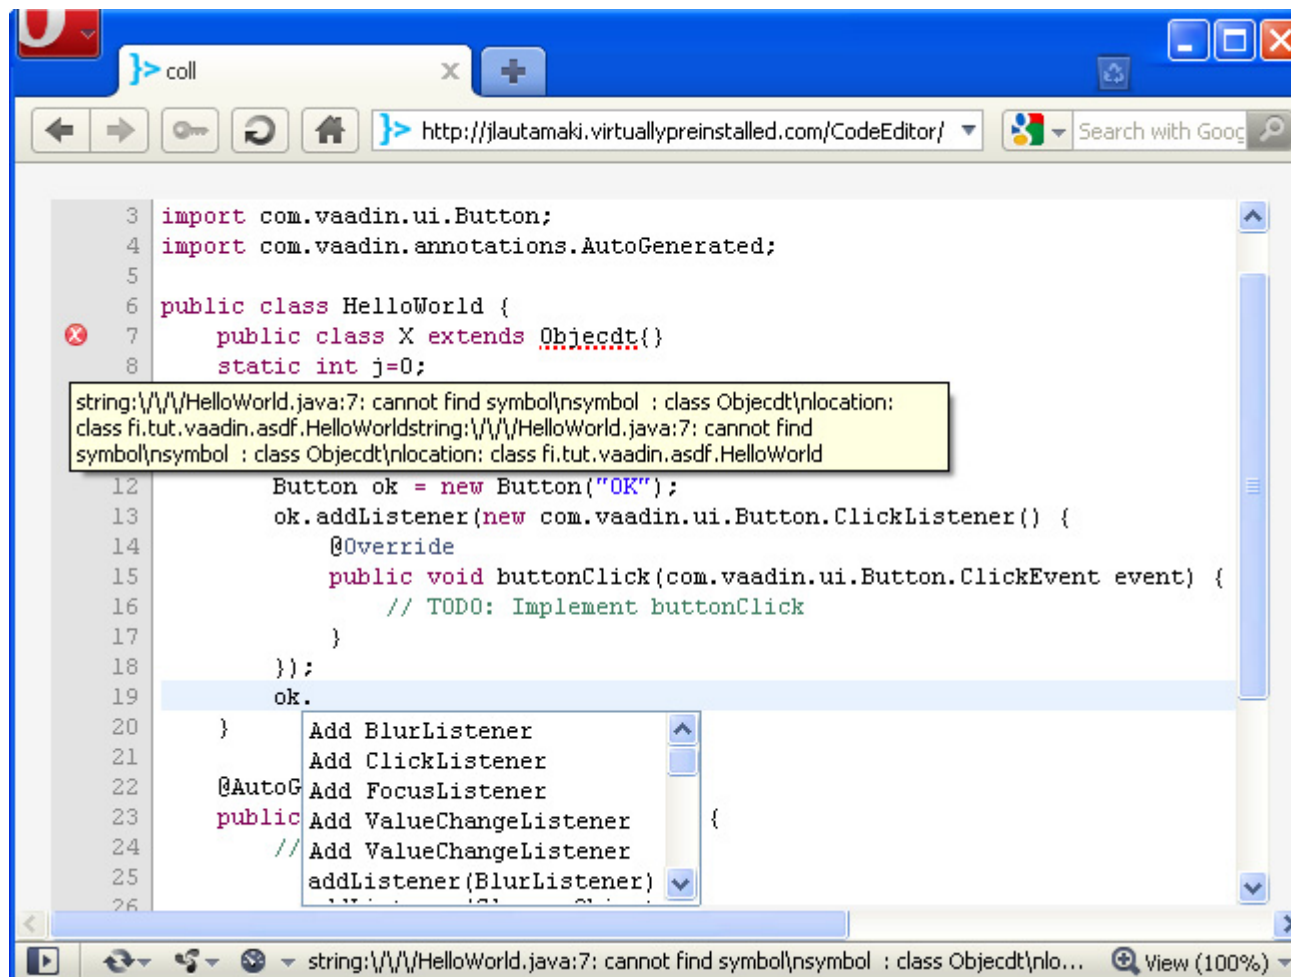 coll
http://jlautamaki.virtuallypreinstalled.com/CodeEditor/
Search with Goog
3 import com.vaadin.ui.Button;
4 import com.vaadin.annotations.AutoGenerated;
5
6 public class HelloWorld {
7 public class X extends Objecdt{}
8 static int j=0;
string:\/\/\/HelloWorld.java:7: cannot find symbol\nsymbol  : class Objecdt\nlocation:
class fi.tut.vaadin.asdf.HelloWorldstring:\/\/\/HelloWorld.java:7: cannot find
symbol\nsymbol  : class Objecdt\nlocation: class fi.tut.vaadin.asdf.HelloWorld
12 Button ok = new Button("OK");
13 ok.addListener(new com.vaadin.ui.Button.ClickListener() {
14 @Override
15 public void buttonClick(com.vaadin.ui.Button.ClickEvent event) {
16 // TODO: Implement buttonClick
17 }
18 });
19 ok.
20 }
Add BlurListener
21
Add ClickListener
22 @AutoG
Add FocusListener
23 public {
Add ValueChangeListener
24 //
Add ValueChangeListener
25
addListener(BlurListener)
26
string:\/\/\/HelloWorld.java:7: cannot find symbol\nsymbol  : class Objecdt\nlo...
View (100%)